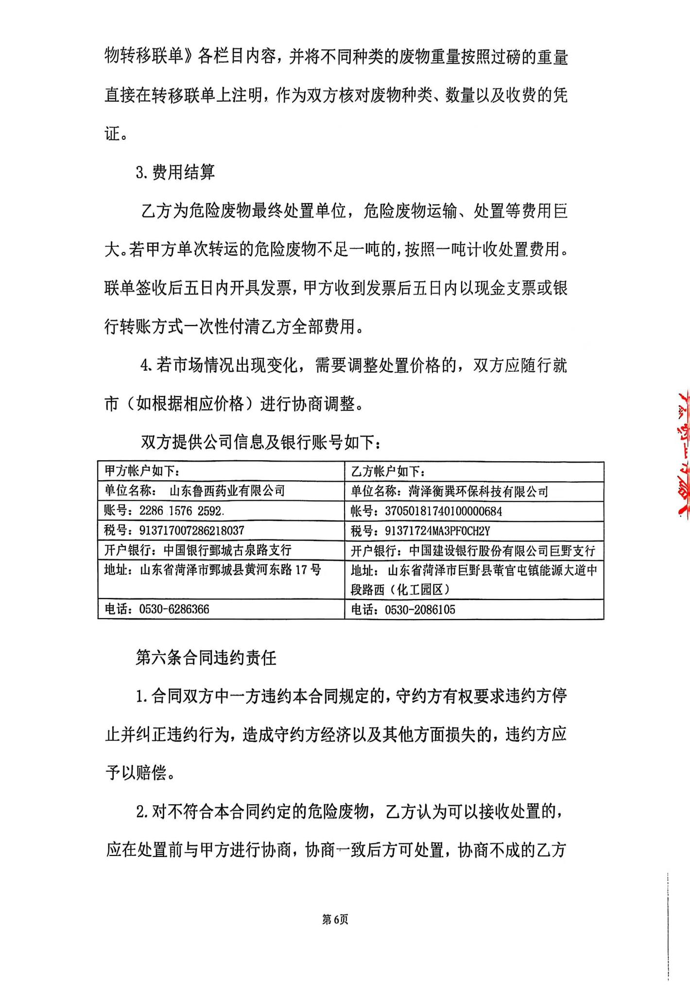 物转移联单》各栏目内容，并将不同种类的废物重量按照过磅的重量
直接在转移联单上注明，作为双方核对废物种类、数量以及收费的凭
证。
3.费用结算
乙方为危险废物最终处置单位，危险废物运输、处置等费用巨
大。若甲方单次转运的危险废物不足一吨的，按照一吨计收处置费用。
联单签收后五日内开具发票，甲方收到发票后五日内以现金支票或银
行转账方式一次性付清乙方全部费用。
4、若市场情况出现变化，需要调整处置价格的，双方应随行就
市（如根据相应价格）进行协商调整。
双方提供公司信息及银行账号如下：
甲方帐户如下： 乙方帐户如下：
单位名称： 山东鲁西药业有限公司 单位名称：菏泽衡巽环保科技有限公司
账号：2286 1576 2592. 帐号：37050181740100000684
税号：913717007286218037 税号：91371724MA3PF0CH2Y
开户银行：中国银行鄄城古泉路支行 开户银行：中国建设银行股份有限公司巨野支行
地址：山东省菏泽市鄄城县黄河东路 17 号 地址： 山东省菏泽市巨野县董官屯镇能源大道中
段路西（化工园区）
电话：0530-6286366 电话：0530-2086105
第六条合同违约责任
1.合同双方中一方违约本合同规定的，守约方有权要求违约方停
止并纠正违约行为，造成守约方经济以及其他方面损失的，违约方应
予以赔偿。
2.对不符合本合同约定的危险废物，乙方认为可以接收处置的，
应在处置前与甲方进行协商，协商一致后方可处置，协商不成的乙方
第 6页